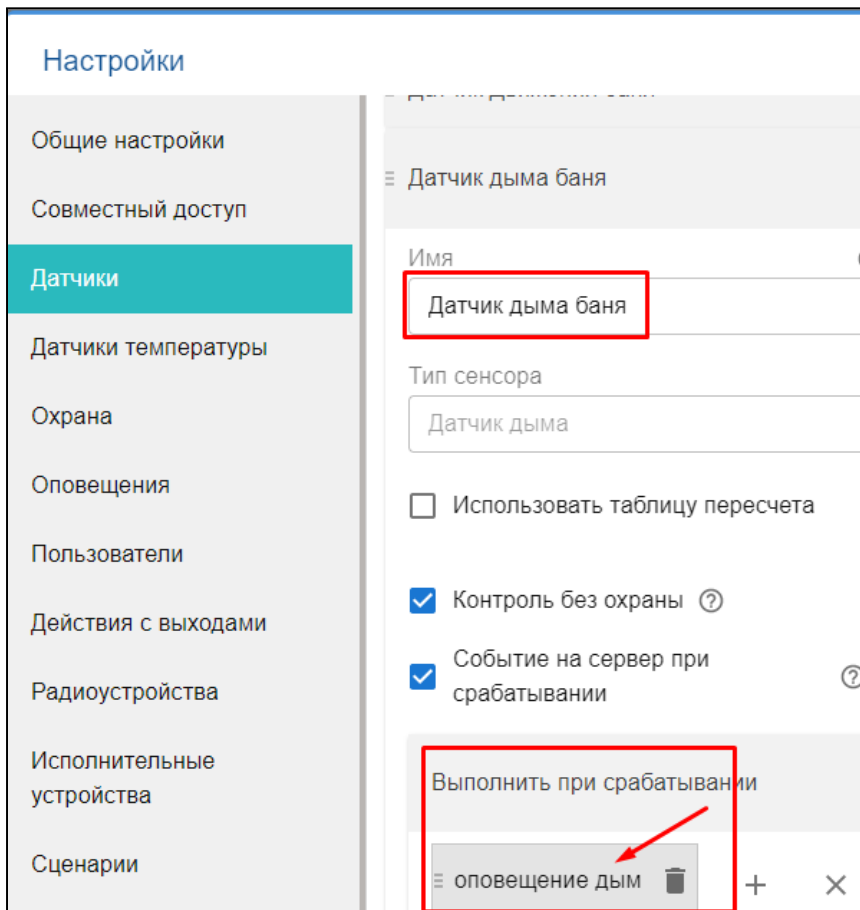 Настройки
Общие настройки
Совместный доступ
Датчики
Датчики температуры
Охрана
Оповещения
Пользователи
Действия с выходами
Радиоустройства
Исполнительные
устройства
Сценарии
Датчик дыма баня
Имя
Датчик дыма баня
Тип сенсора
Датчик дыма
Использовать таблицу пересчета
Контроль без охраны
Событие на сервер при
срабатывании
Выполнить при срабатывании
оповещение дым